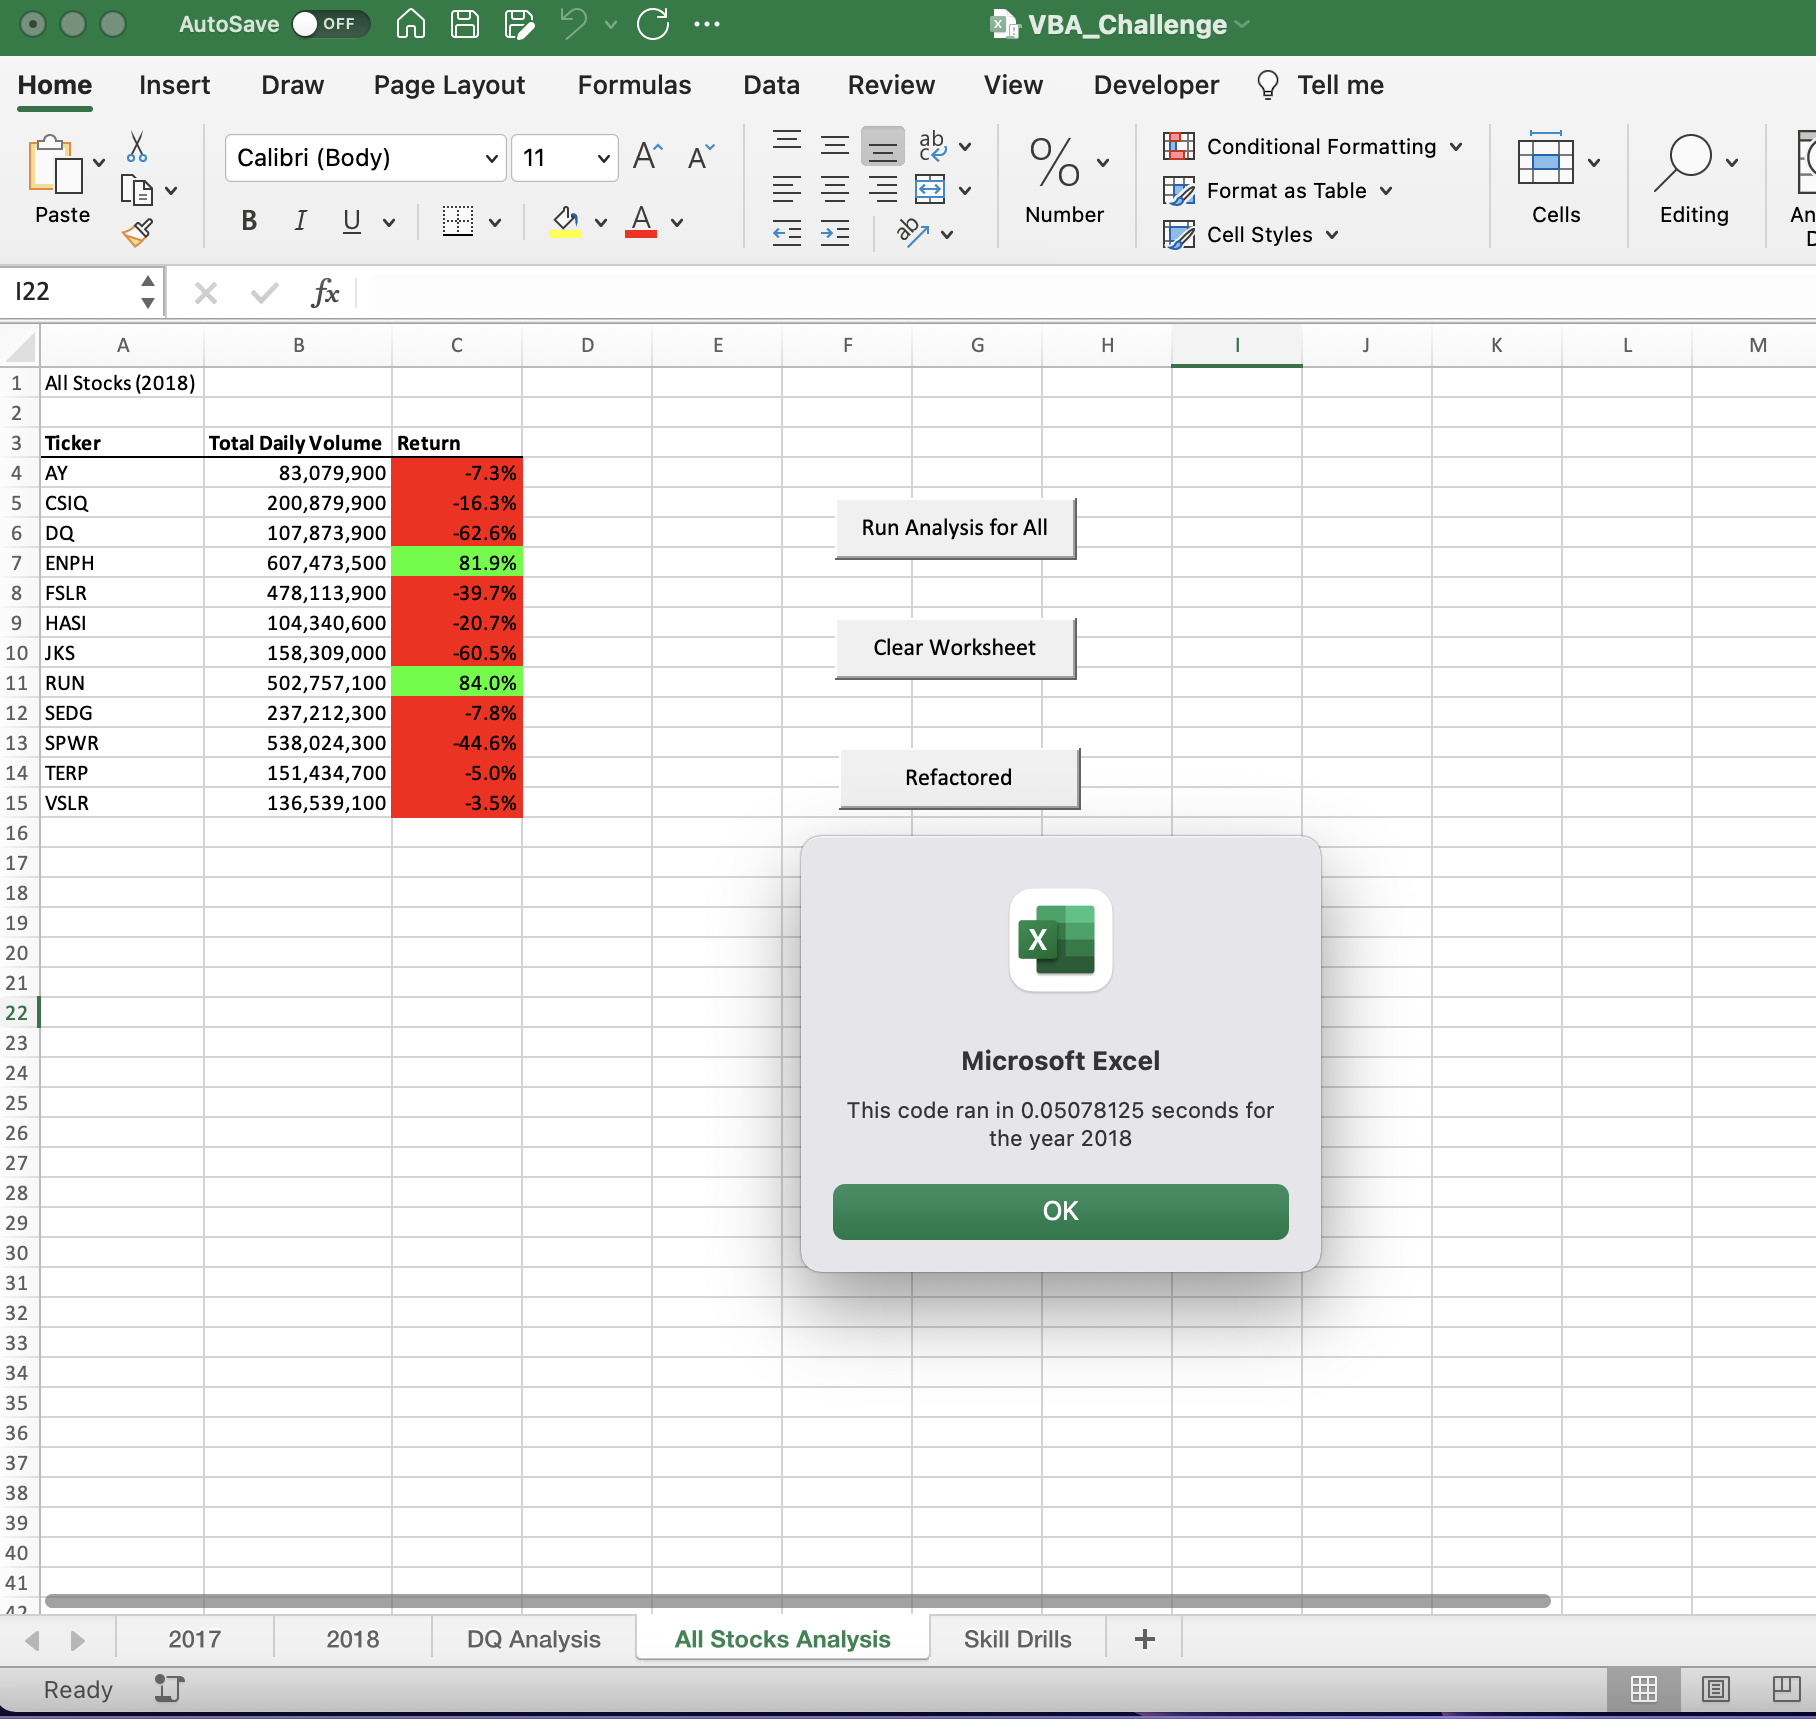 AutoSave OFF VBA_Challenge
Home Insert Draw Page Layout Formulas Data Review View Developer Tell me
Paste
Calibri (Body) 11
B I U
ab
c
Number
Conditional Formatting
Format as Table
Cell Styles
Cells
Editing
I22 fx
A B C D E F G H I J K L M
1 All Stocks (2018)
2
3 Ticker Total Daily Volume Return
4 AY 83,079,900 -7.3%
5 CSIQ 200,879,900 -16.3%
6 DQ 107,873,900 -62.6%
7 ENPH 607,473,500 81.9%
8 FSLR 478,113,900 -39.7%
9 HASI 104,340,600 -20.7%
10 JKS 158,309,000 -60.5%
11 RUN 502,757,100 84.0%
12 SEDG 237,212,300 -7.8%
13 SPWR 538,024,300 -44.6%
14 TERP 151,434,700 -5.0%
15 VSLR 136,539,100 -3.5%
Run Analysis for All
Clear Worksheet
Refactored
16
17
18
19
20
21
22
23
24
25
26
27
28
29
30
31
32
33
34
35
36
37
38
39
40
41
42
X
Microsoft Excel
This code ran in 0.05078125 seconds for
the year 2018
OK
2017 2018 DQ Analysis All Stocks Analysis Skill Drills +
Ready